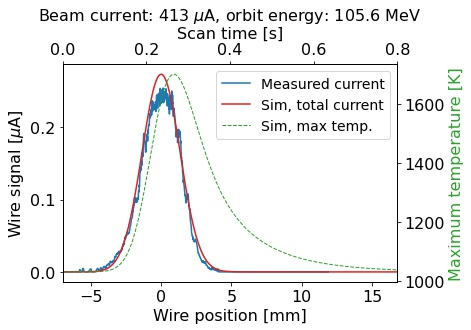 Beam current: 413 μA, orbit energy: 105.6 MeV
Scan time [s]
0.0 0.2 0.4 0.6 0.8
Measured current
Sim, total current
Sim, max temp.
Wire signal [μA]
0.2
0.1
0.0
1600
1400
1200
1000
Maximum temperature [K]
−5 0 5 10 15
Wire position [mm]